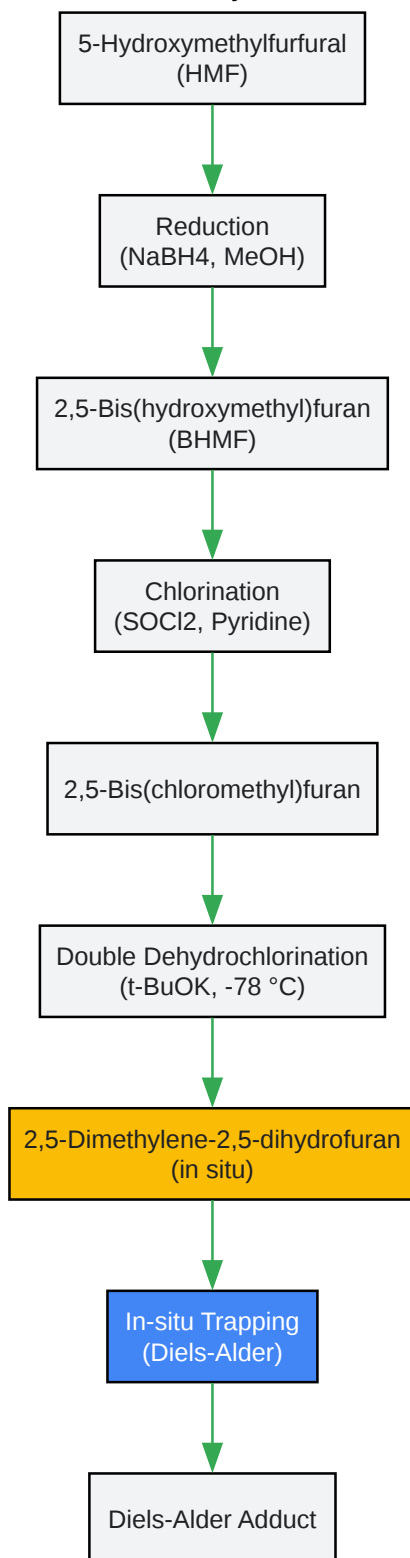 5-Hydroxymethylfurfural
(HMF)
Reduction
(NaBH4, MeOH)
2,5-Bis(hydroxymethyl)furan
(BHMF)
Chlorination
(SOCl2, Pyridine)
2,5-Bis(chloromethyl)furan
Double Dehydrochlorination
(t-BuOK, -78 °C)
2,5-Dimethylene-2,5-dihydrofuran
(in situ)
In-situ Trapping
(Diels-Alder)
Diels-Alder Adduct